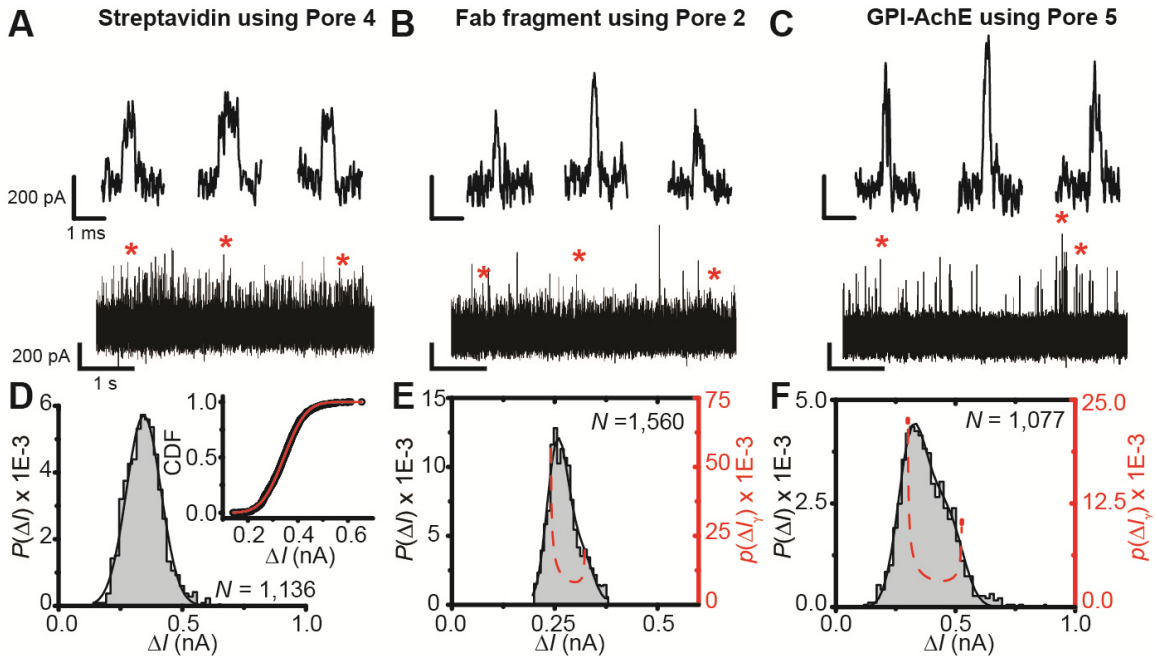 A Streptavidin using Pore 4
B Fab fragment using Pore 2
C GPI-AchE using Pore 5
200 pA
1 ms
* * *
* * *
* * *
200 pA
1 s
D
6
4
2
0
P(ΔI) x 1E-3
0.0 0.5 1.0
ΔI (nA)
N = 1,136
1.0
0.5
0.0
CDF
0.2 0.4 0.6
ΔI (nA)
E
15
10
5
0
P(ΔI) x 1E-3
N =1,560
75
50
25
0
p(ΔIγ) x 1E-3
0.0 0.25 0.5
ΔI (nA)
F
5.0
2.5
0.0
P(ΔI) x 1E-3
N = 1,077
25.0
12.5
0.0
p(ΔIγ) x 1E-3
0.0 0.5 1.0
ΔI (nA)